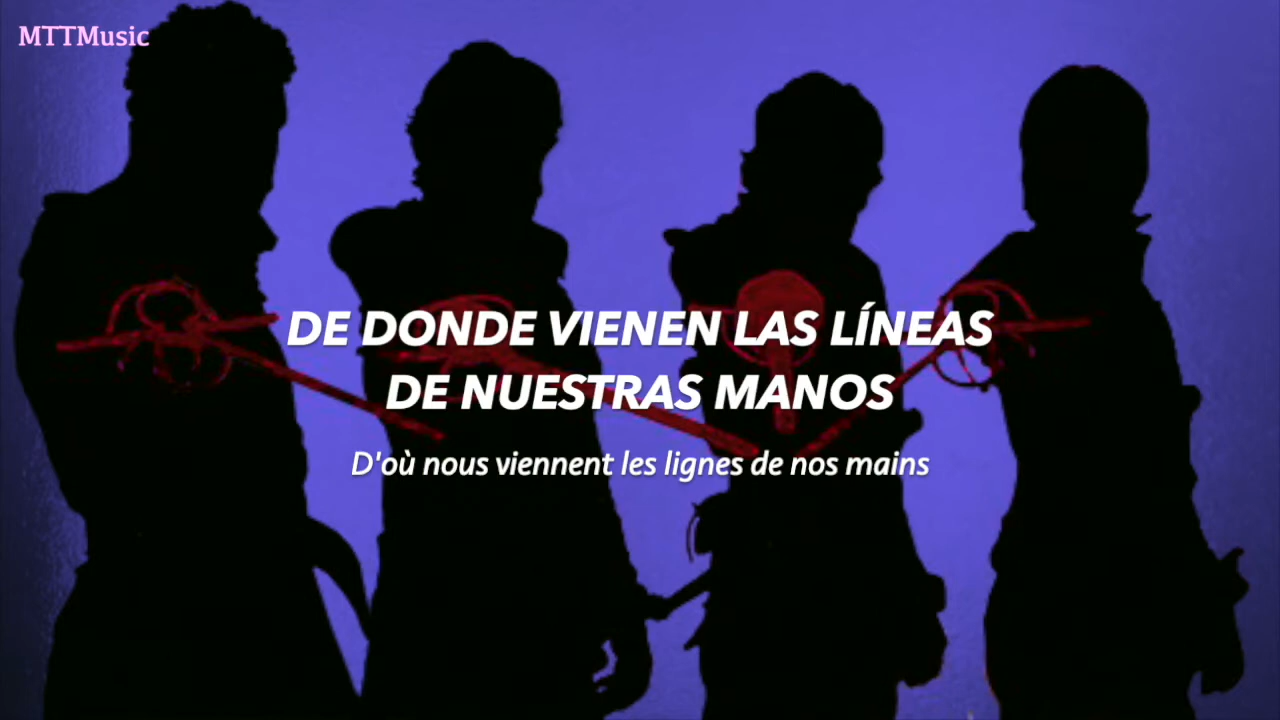 MTTMusic
DE DONDE VIENEN LAS LÍNEAS
DE NUESTRAS MANOS
D'où nous viennent les lignes de nos mains